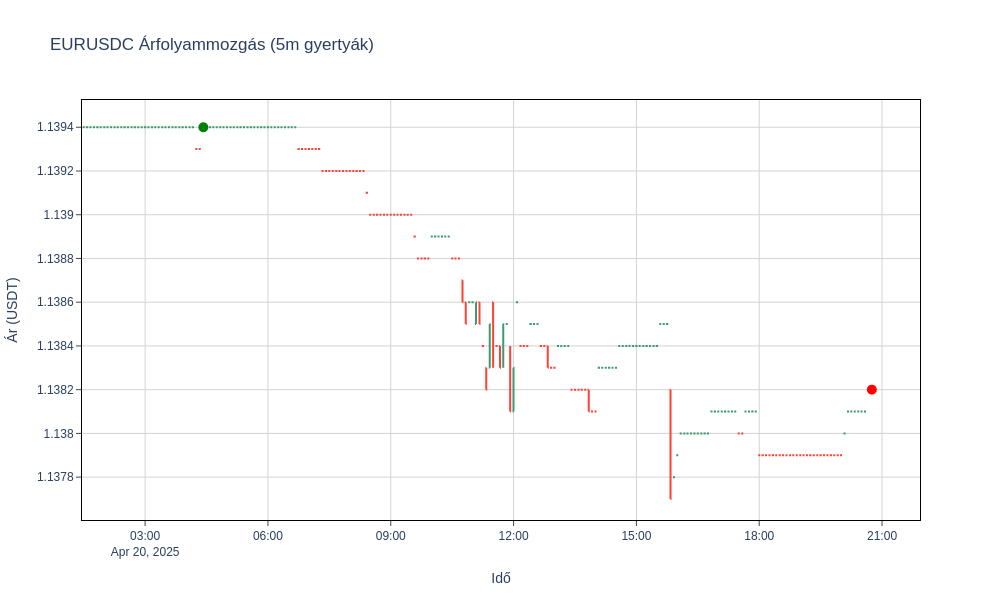 EURUSDC Árfolyammozgás (5m gyertyák)
Ár (USDT)
1.1394
1.1392
1.139
1.1388
1.1386
1.1384
1.1382
1.138
1.1378
03:00 06:00 09:00 12:00 15:00 18:00 21:00
Apr 20, 2025
Idő